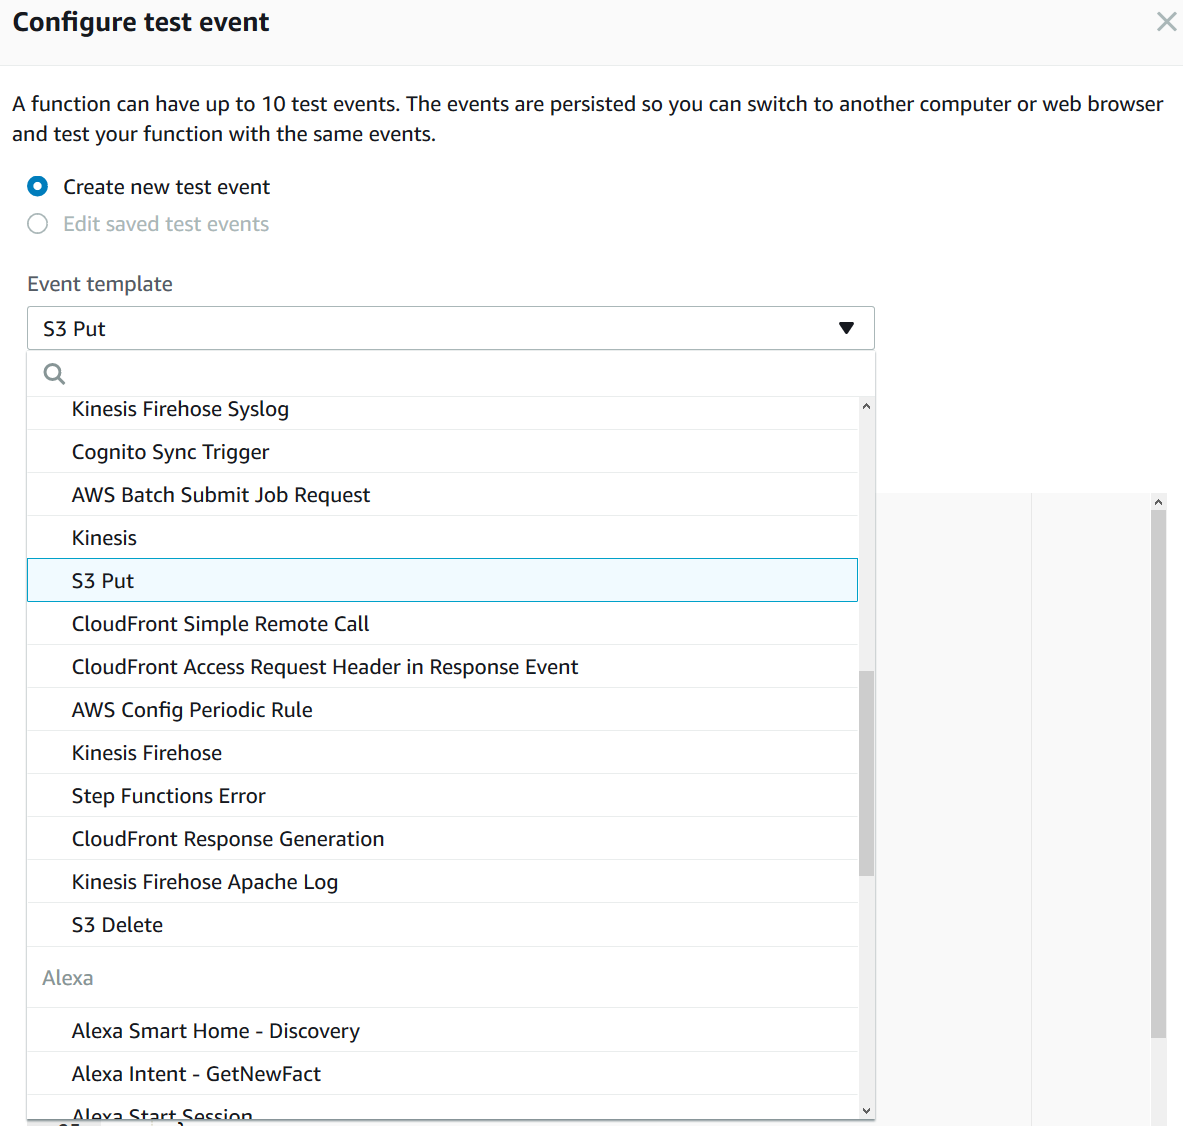 Configure test event
A function can have up to 10 test events. The events are persisted so you can switch to another computer or web browser
and test your function with the same events.
Create new test event
Edit saved test events
Event template
S3 Put
Kinesis Firehose Syslog
Cognito Sync Trigger
AWS Batch Submit Job Request
Kinesis
S3 Put
CloudFront Simple Remote Call
CloudFront Access Request Header in Response Event
AWS Config Periodic Rule
Kinesis Firehose
Step Functions Error
CloudFront Response Generation
Kinesis Firehose Apache Log
S3 Delete
Alexa
Alexa Smart Home - Discovery
Alexa Intent - GetNewFact
Alexa Start Session